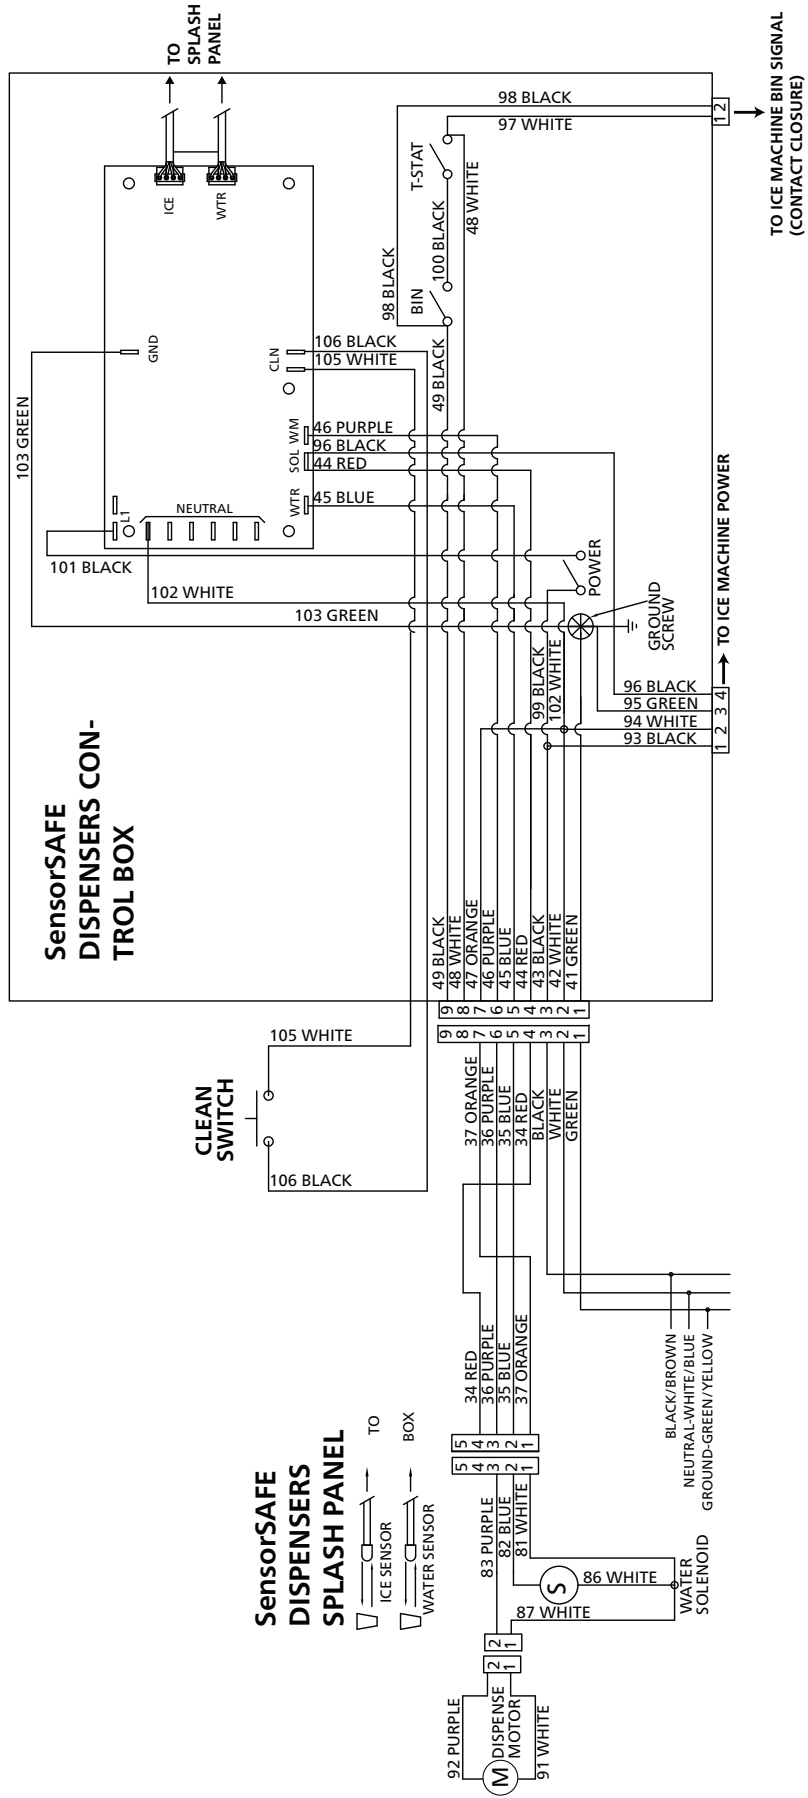 SensorSAFE
DISPENSERS CON-
TROL BOX
TO
SPLASH
PANEL
ICE
WTR
GND
CLN
L1
NEUTRAL
WTR
SOL
WM
103 GREEN
101 BLACK
102 WHITE
103 GREEN
106 BLACK
105 WHITE
46 PURPLE
96 BLACK
44 RED
45 BLUE
98 BLACK
97 WHITE
T-STAT
48 WHITE
100 BLACK
98 BLACK
BIN
49 BLACK
1 2
TO ICE MACHINE BIN SIGNAL
(CONTACT CLOSURE)
POWER
GROUND
SCREW
99 BLACK
102 WHITE
96 BLACK
95 GREEN
94 WHITE
93 BLACK
1 2 3 4
TO ICE MACHINE POWER
49 BLACK
48 WHITE
47 ORANGE
46 PURPLE
45 BLUE
44 RED
43 BLACK
42 WHITE
41 GREEN
9 8 7 6 5 4 3 2 1
9 8 7 6 5 4 3 2 1
CLEAN
SWITCH
105 WHITE
106 BLACK
37 ORANGE
36 PURPLE
35 BLUE
34 RED
BLACK
WHITE
GREEN
34 RED
36 PURPLE
35 BLUE
37 ORANGE
BLACK/BROWN
NEUTRAL-WHITE/BLUE
GROUND-GREEN/YELLOW
SensorSAFE
DISPENSERS
SPLASH PANEL
ICE SENSOR
TO
WATER SENSOR
BOX
5 4 3 2 1
5 4 3 2 1
83 PURPLE
82 BLUE
81 WHITE
S
86 WHITE
87 WHITE
WATER
SOLENOID
2 1
2 1
92 PURPLE
M
DISPENSE
MOTOR
91 WHITE